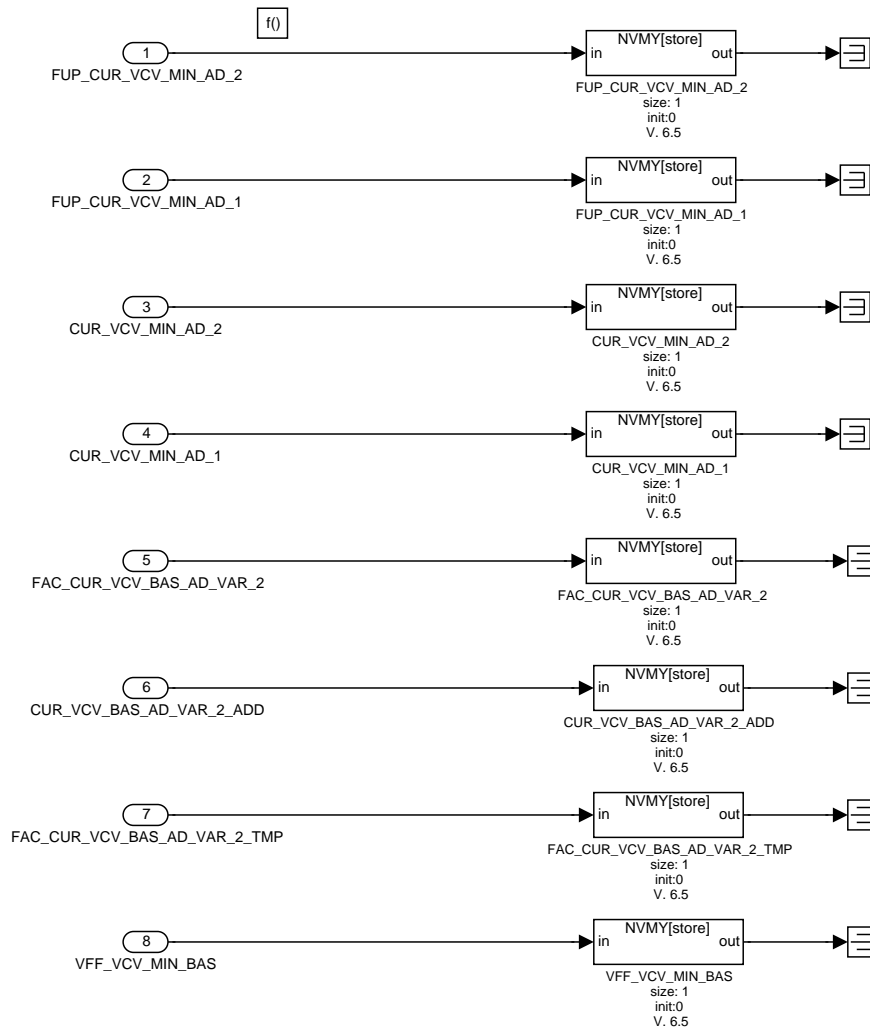 f()
1
FUP_CUR_VCV_MIN_AD_2
NVMY[store]
in out
FUP_CUR_VCV_MIN_AD_2
size: 1
init:0
V. 6.5
2
FUP_CUR_VCV_MIN_AD_1
NVMY[store]
in out
FUP_CUR_VCV_MIN_AD_1
size: 1
init:0
V. 6.5
3
CUR_VCV_MIN_AD_2
NVMY[store]
in out
CUR_VCV_MIN_AD_2
size: 1
init:0
V. 6.5
4
CUR_VCV_MIN_AD_1
NVMY[store]
in out
CUR_VCV_MIN_AD_1
size: 1
init:0
V. 6.5
5
FAC_CUR_VCV_BAS_AD_VAR_2
NVMY[store]
in out
FAC_CUR_VCV_BAS_AD_VAR_2
size: 1
init:0
V. 6.5
6
CUR_VCV_BAS_AD_VAR_2_ADD
NVMY[store]
in out
CUR_VCV_BAS_AD_VAR_2_ADD
size: 1
init:0
V. 6.5
7
FAC_CUR_VCV_BAS_AD_VAR_2_TMP
NVMY[store]
in out
FAC_CUR_VCV_BAS_AD_VAR_2_TMP
size: 1
init:0
V. 6.5
8
VFF_VCV_MIN_BAS
NVMY[store]
in out
VFF_VCV_MIN_BAS
size: 1
init:0
V. 6.5